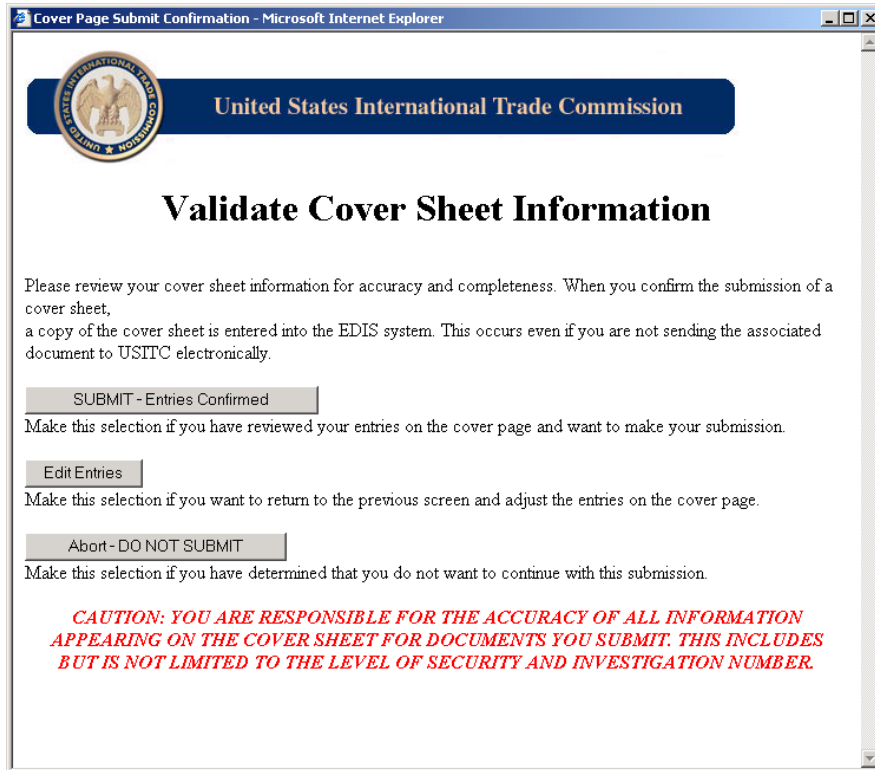 Cover Page Submit Confirmation - Microsoft Internet Explorer
UNITED STATES INTERNATIONAL TRADE COMMISSION
United States International Trade Commission
Validate Cover Sheet Information
Please review your cover sheet information for accuracy and completeness. When you confirm the submission of a
cover sheet,
a copy of the cover sheet is entered into the EDIS system. This occurs even if you are not sending the associated
document to USITC electronically.
SUBMIT - Entries Confirmed
Make this selection if you have reviewed your entries on the cover page and want to make your submission.
Edit Entries
Make this selection if you want to return to the previous screen and adjust the entries on the cover page.
Abort - DO NOT SUBMIT
Make this selection if you have determined that you do not want to continue with this submission.
CAUTION: YOU ARE RESPONSIBLE FOR THE ACCURACY OF ALL INFORMATION
APPEARING ON THE COVER SHEET FOR DOCUMENTS YOU SUBMIT. THIS INCLUDES
BUT IS NOT LIMITED TO THE LEVEL OF SECURITY AND INVESTIGATION NUMBER.